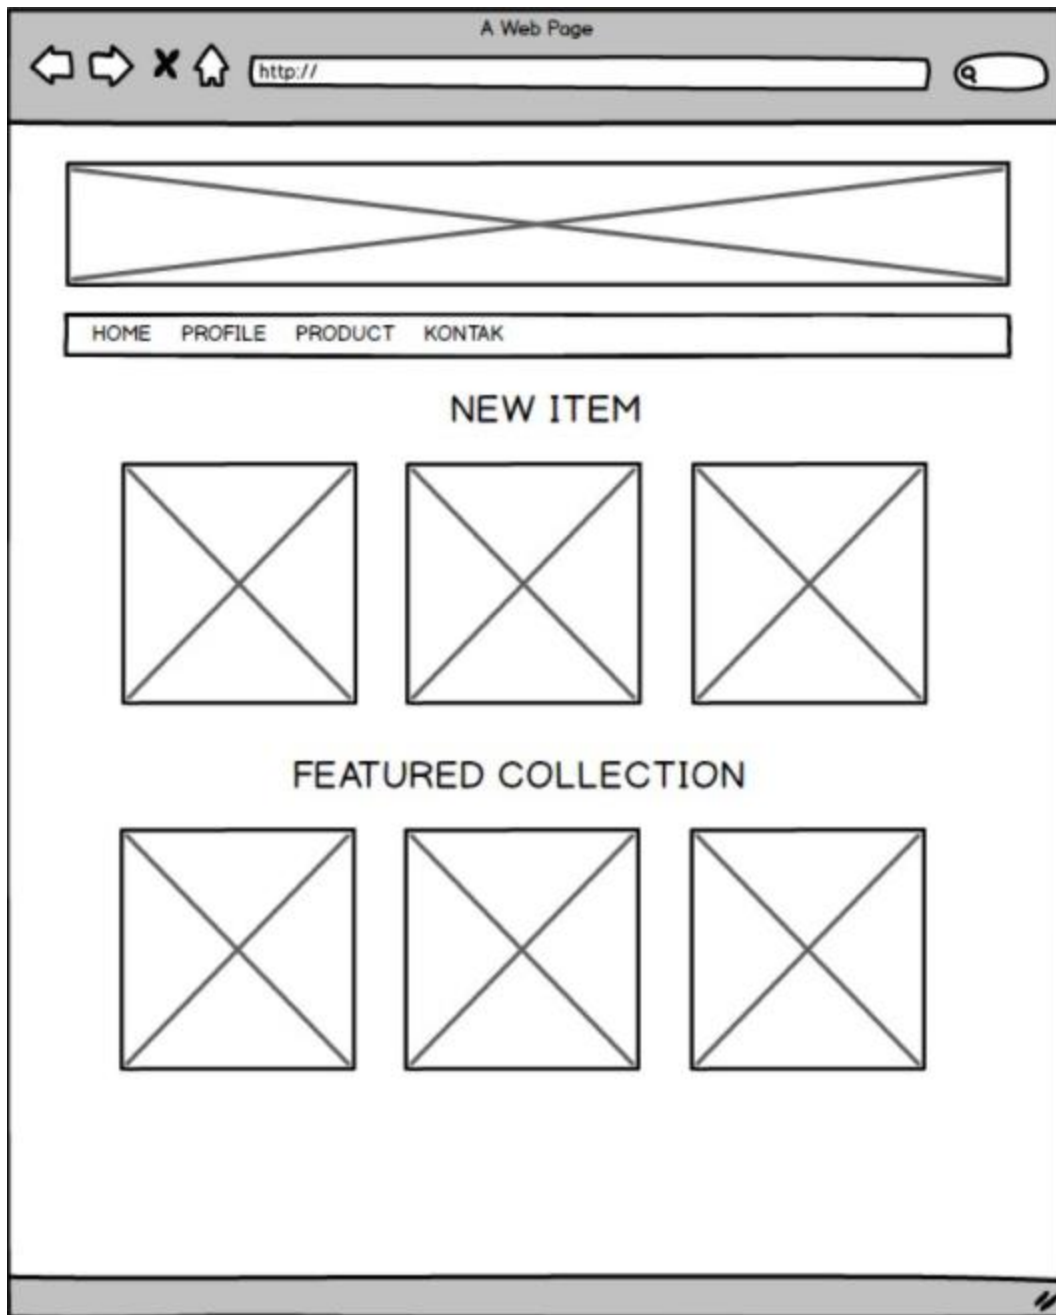 A Web Page
http://
HOME PROFILE PRODUCT KONTAK
NEW ITEM
FEATURED COLLECTION